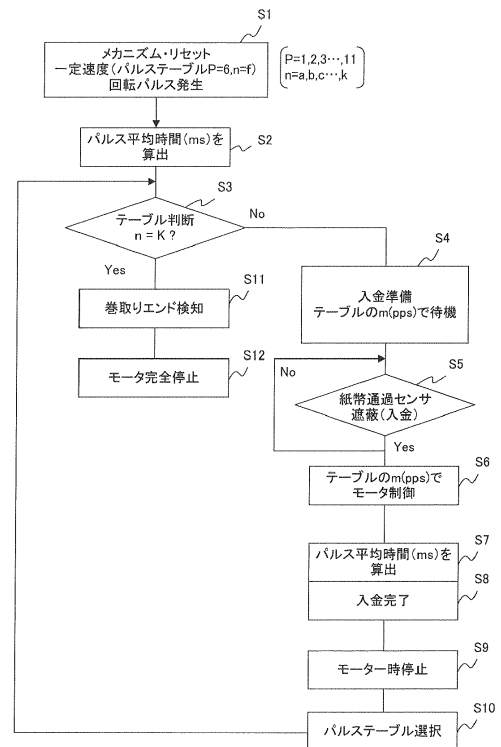 S1
メカニズム・リセット
一定速度(パルステーブルP=6,n=f)
回転パルス発生
P=1,2,3…,11
n=a,b,c…,k
パルス平均時間(ms)を
算出
S2
S3
テーブル判断
n = K ?
No
Yes
S4
入金準備
テーブルのm(pps)で待機
S11
巻取りエンド検知
S12
モータ完全停止
No
S5
紙幣通過センサ
遮蔽(入金)
Yes
S6
テーブルのm(pps)で
モータ制御
S7
パルス平均時間(ms)を
算出
S8
入金完了
S9
モータ一時停止
S10
パルステーブル選択